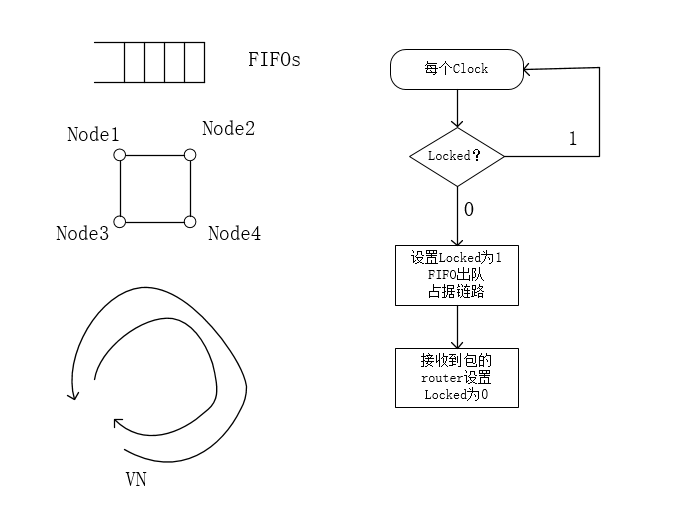 FIFOs
Node1
Node2
Node3
Node4
VN
每个Clock
Locked？
1
0
设置Locked为1
FIFO出队
占据链路
接收到包的
router设置
Locked为0